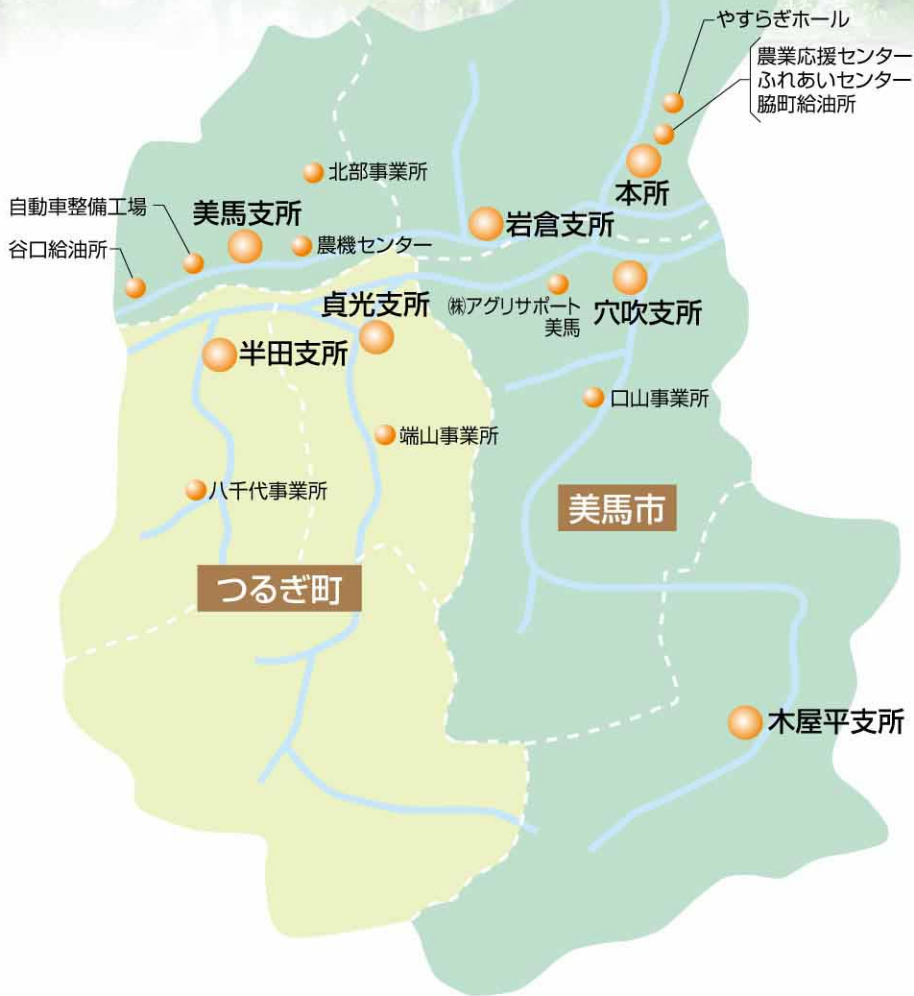 やすらぎホール
農業応援センター
ふれあいセンター
脇町給油所
北部事業所
本所
自動車整備工場
美馬支所
岩倉支所
谷口給油所
農機センター
貞光支所
㈱アグリサポート
美馬
穴吹支所
半田支所
口山事業所
端山事業所
八千代事業所
美馬市
つるぎ町
木屋平支所